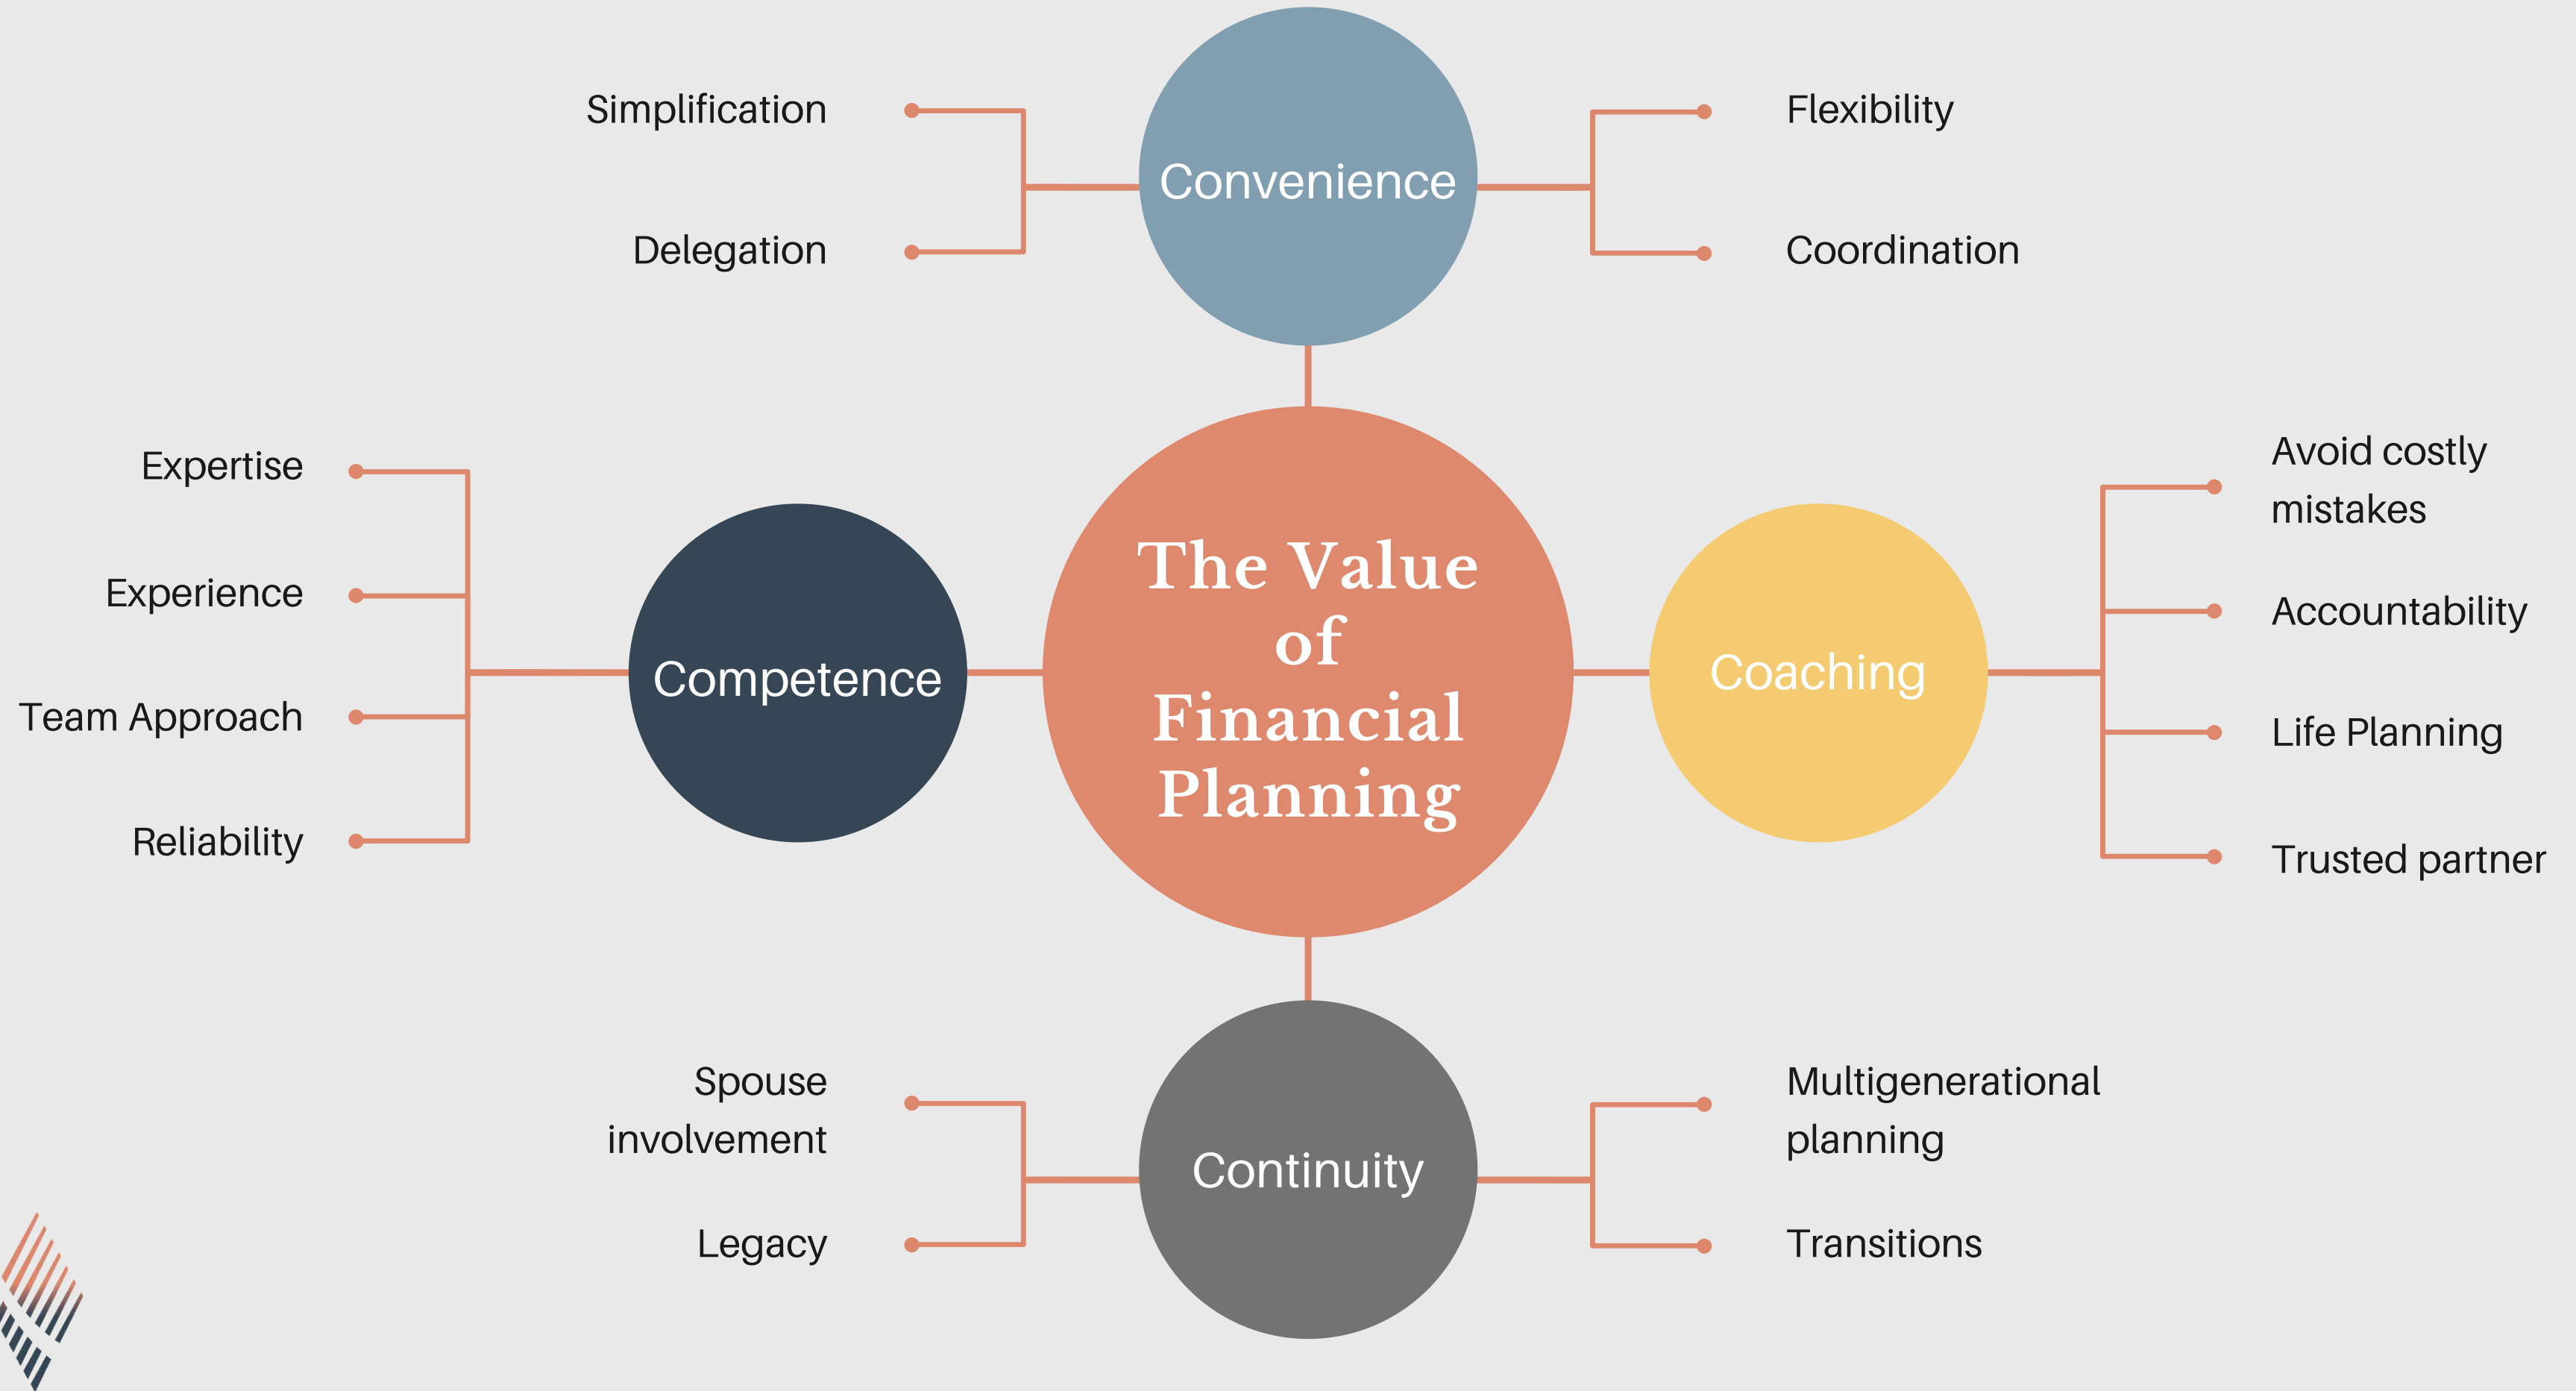 Simplification
Delegation
Convenience
Flexibility
Coordination
Expertise
Experience
Team Approach
Reliability
Competence
The Value
of
Financial
Planning
Coaching
Avoid costly
mistakes
Accountability
Life Planning
Trusted partner
Spouse
involvement
Legacy
Continuity
Multigenerational
planning
Transitions